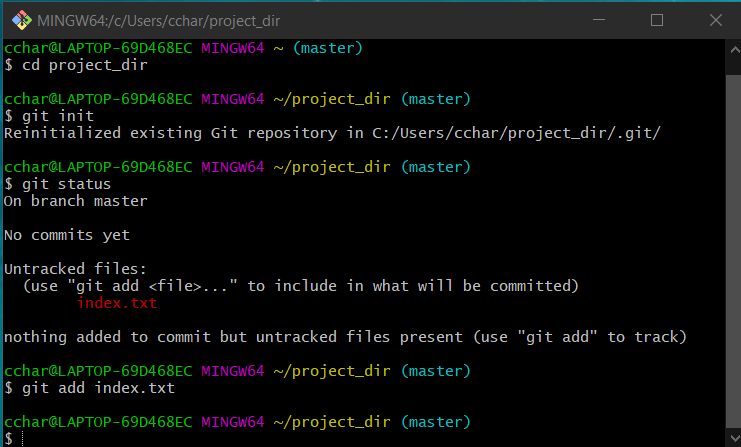 MINGW64:/c/Users/cchar/project_dir
cchar@LAPTOP-69D468EC MINGW64 ~ (master)
$ cd project_dir
cchar@LAPTOP-69D468EC MINGW64 ~/project_dir (master)
$ git init
Reinitialized existing Git repository in C:/Users/cchar/project_dir/.git/
cchar@LAPTOP-69D468EC MINGW64 ~/project_dir (master)
$ git status
On branch master
No commits yet
Untracked files:
  (use "git add <file>..." to include in what will be committed)
        index.txt
nothing added to commit but untracked files present (use "git add" to track)
cchar@LAPTOP-69D468EC MINGW64 ~/project_dir (master)
$ git add index.txt
cchar@LAPTOP-69D468EC MINGW64 ~/project_dir (master)
$